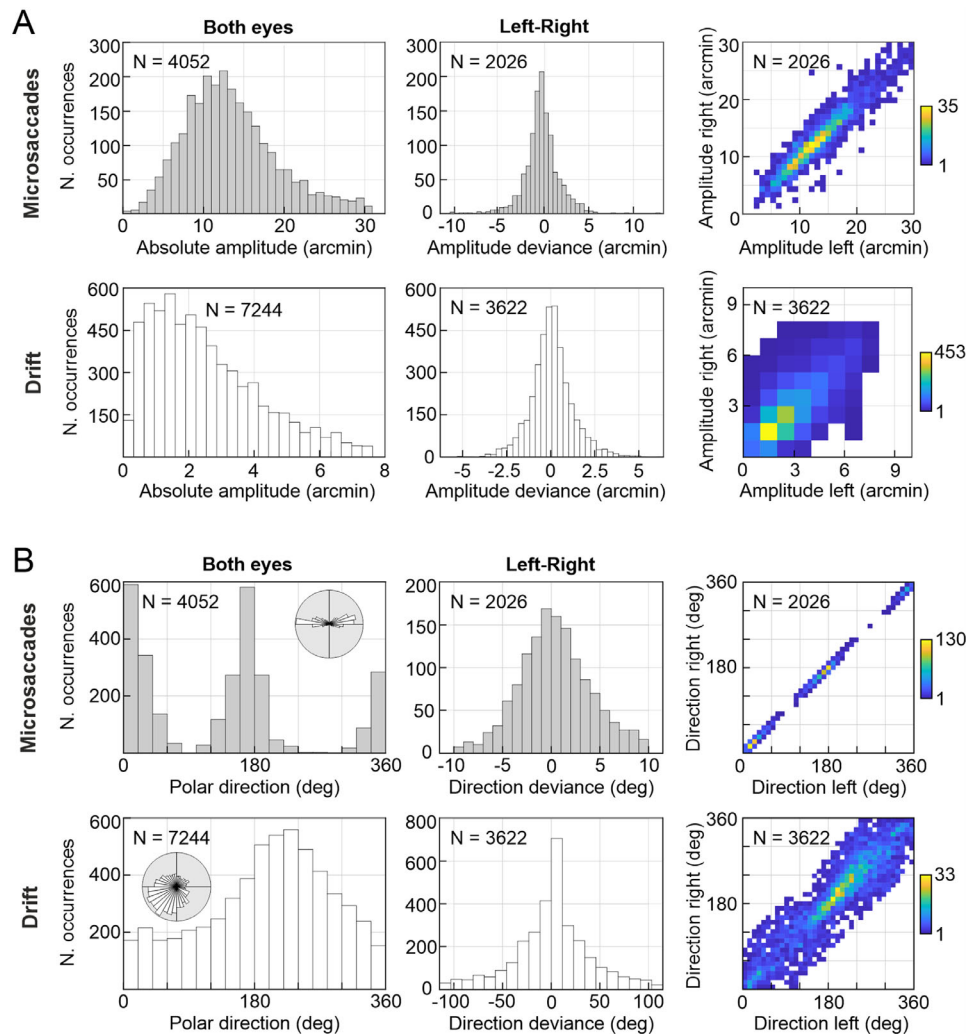 A
Both eyes
Left-Right
Microsaccades
N. occurrences
300
250
200
150
100
50
N = 4052
0
10
20
30
Absolute amplitude (arcmin)
300
250
200
150
100
50
0
N = 2026
-10
-5
0
5
10
Amplitude deviance (arcmin)
Amplitude right (arcmin)
30
20
10
0
N = 2026
10
20
30
Amplitude left (arcmin)
35
1
Drift
N. occurrences
600
450
300
150
N = 7244
0
2
4
6
8
Absolute amplitude (arcmin)
600
450
300
150
0
N = 3622
-5
-2.5
0
2.5
5
Amplitude deviance (arcmin)
Amplitude right (arcmin)
9
6
3
N = 3622
0
3
6
9
Amplitude left (arcmin)
453
1
B
Both eyes
Left-Right
Microsaccades
N. occurrences
600
400
200
N = 4052
0
180
360
Polar direction (deg)
200
150
100
50
0
N = 2026
-10
-5
0
5
10
Direction deviance (deg)
Direction right (deg)
360
180
N = 2026
0
180
360
Direction left (deg)
130
1
Drift
N. occurrences
600
400
200
N = 7244
0
180
360
Polar direction (deg)
800
600
400
200
0
N = 3622
-100
-50
0
50
100
Direction deviance (deg)
Direction right (deg)
360
180
N = 3622
0
180
360
Direction left (deg)
33
1